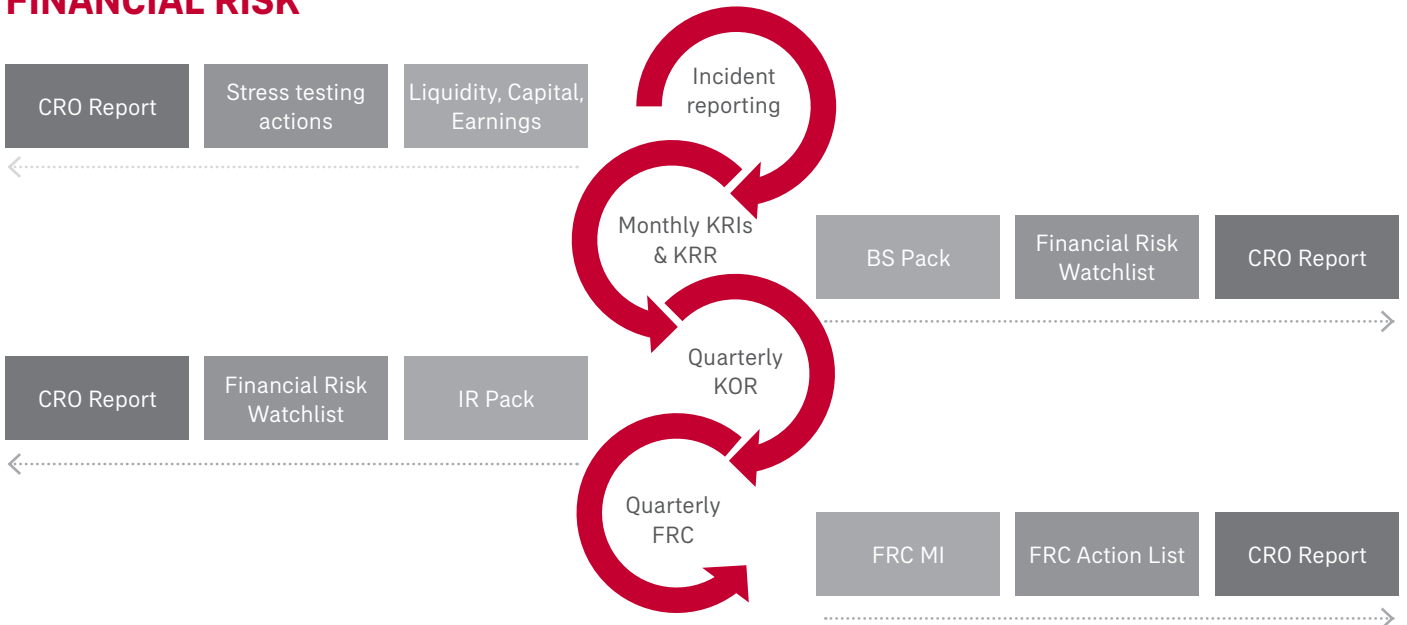 FINANCIAL RISK
CRO Report
Stress testing
actions
Liquidity, Capital,
Earnings
Incident
reporting
Monthly KRIs
& KRR
BS Pack
Financial Risk
Watchlist
CRO Report
CRO Report
Financial Risk
Watchlist
IR Pack
Quarterly
KOR
Quarterly
FRC
FRC MI
FRC Action List
CRO Report